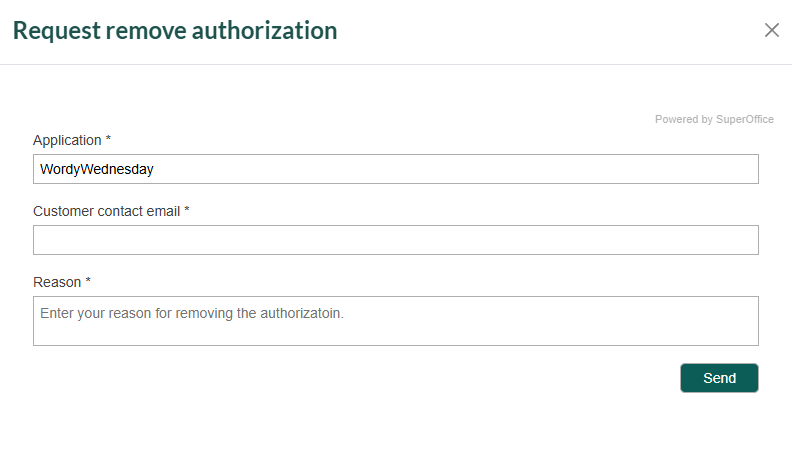 Request remove authorization
Powered by SuperOffice
Application *
WordyWednesday
Customer contact email *
Reason *
Enter your reason for removing the authorizatoin.
Send